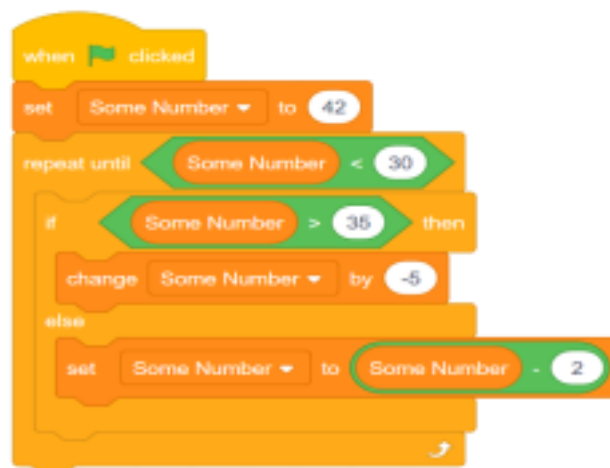 when clicked
set Some Number to 42
repeat until Some Number < 30
if Some Number > 35 then
change Some Number by -5
else
set Some Number to Some Number - 2